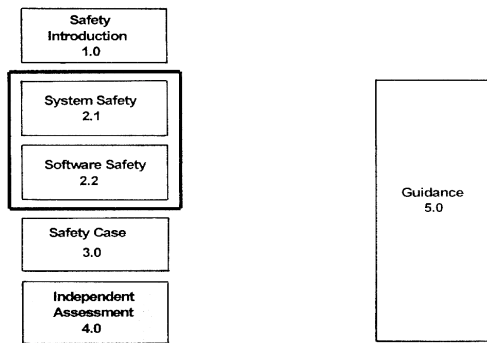 Safety
Introduction
1.0
System Safety
2.1
Software Safety
2.2
Safety Case
3.0
Independent
Assessment
4.0
Guidance
5.0